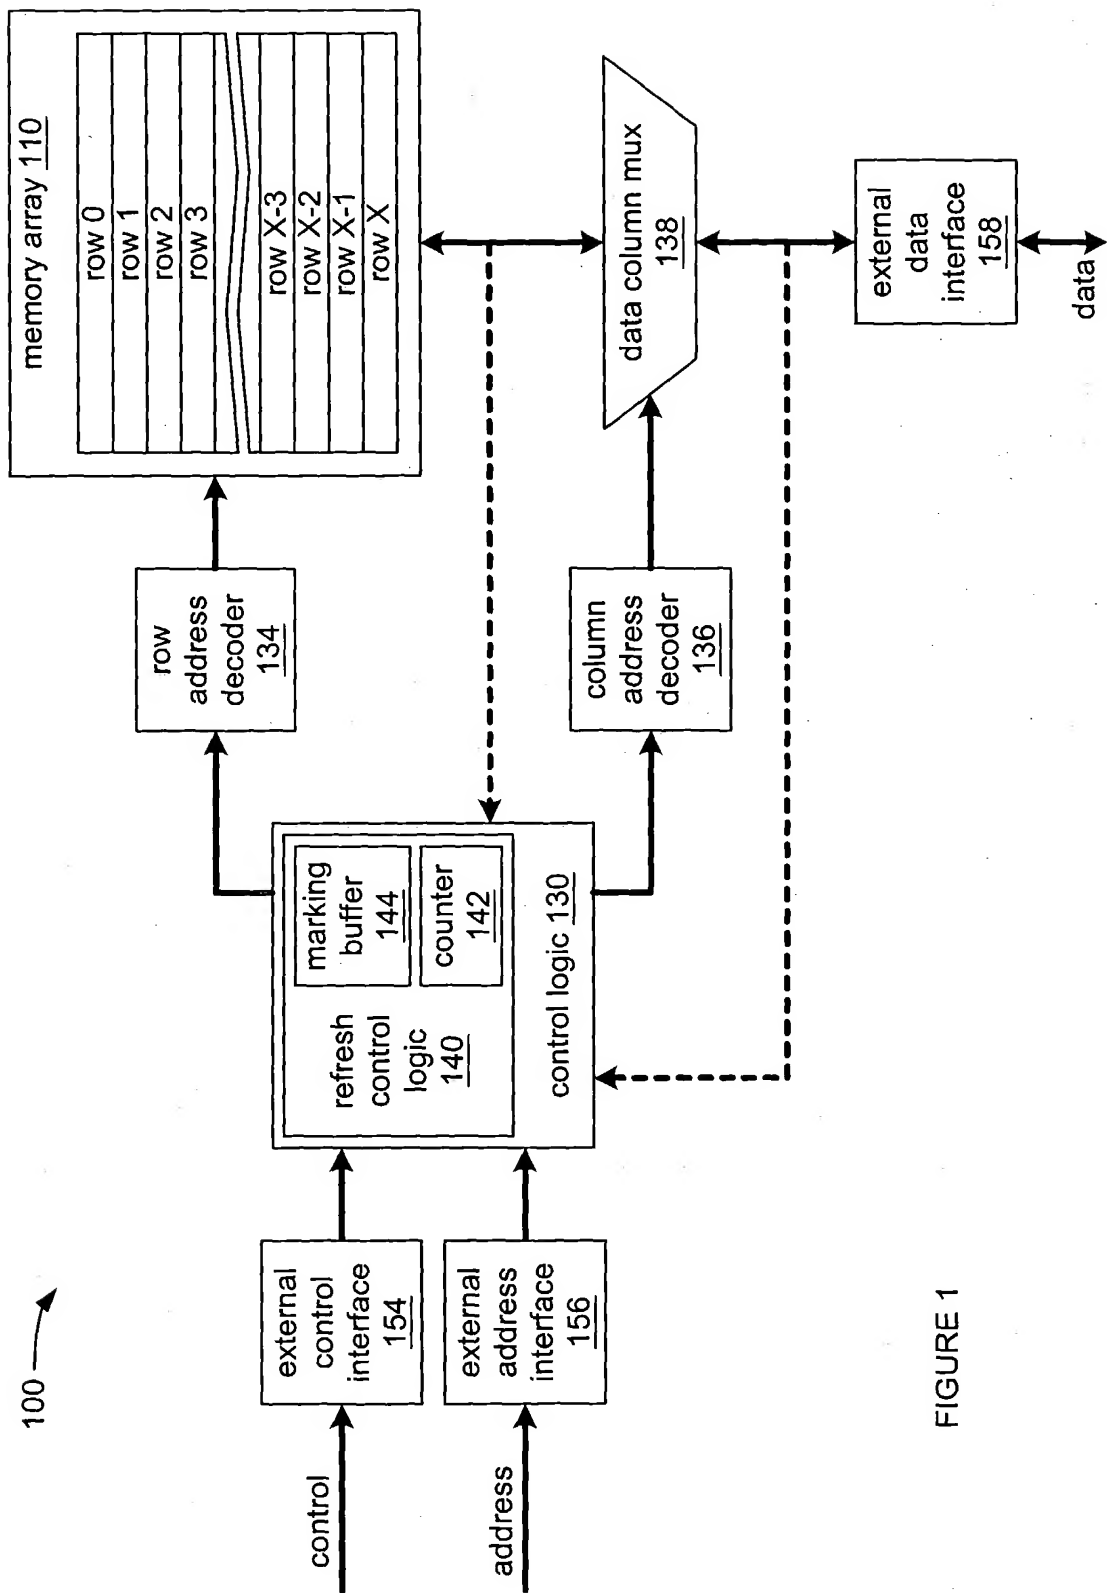 100
memory array 110
row 0
row 1
row 2
row 3
row X-3
row X-2
row X-1
row X
row
address
decoder
134
marking
buffer
144
counter
142
refresh
control
logic
140
control logic 130
external
control
interface
154
control
external
address
interface
156
address
column
address
decoder
136
data column mux
138
external
data
interface
158
data
FIGURE 1